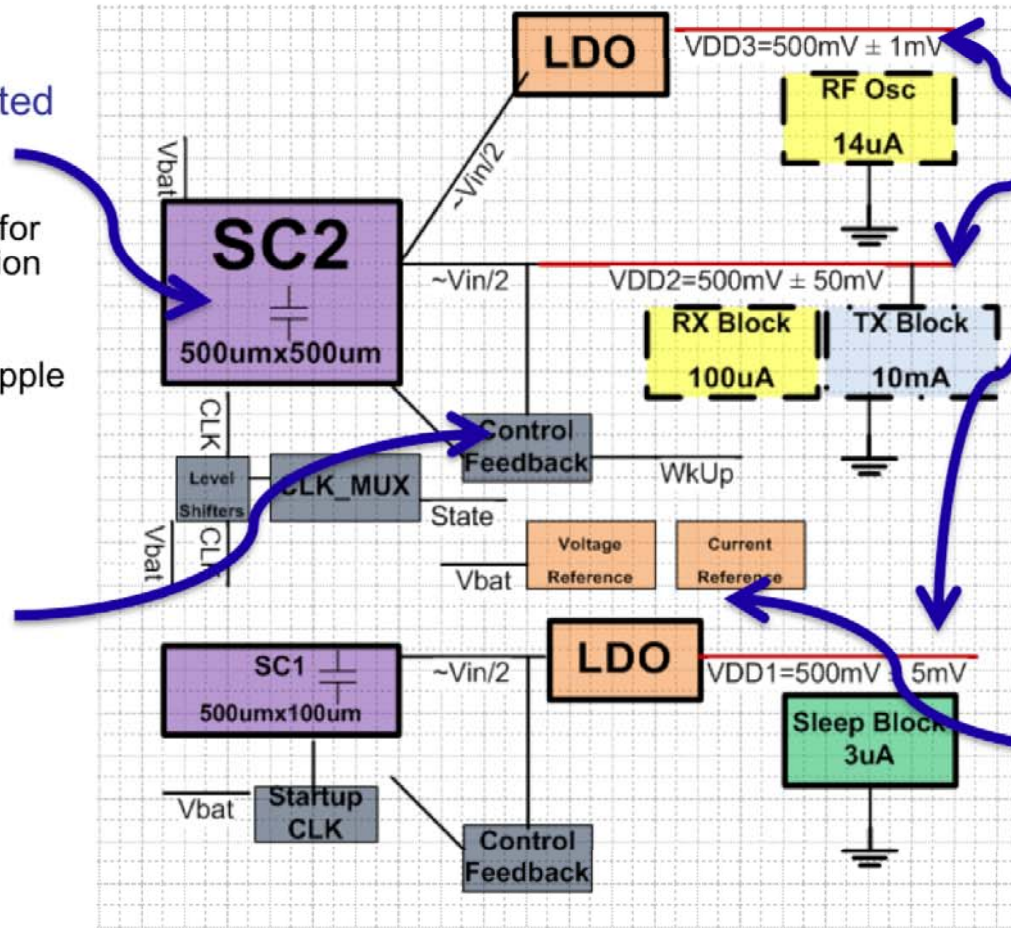 LDO
VDD3=500mV ± 1mV
RF Osc
14uA
ted
Vbat
~Vin/2
for
ion
SC2
500umx500um
~Vin/2
VDD2=500mV ± 50mV
RX Block
100uA
TX Block
10mA
pple
CLK
Control
Feedback
WkUp
Level
Shifters
CLK_MUX
State
Vbat
CLK
Vbat
Voltage
Reference
Current
Reference
SC1
500umx100um
~Vin/2
LDO
VDD1=500mV ± 5mV
Sleep Block
3uA
Vbat
Startup
CLK
Control
Feedback